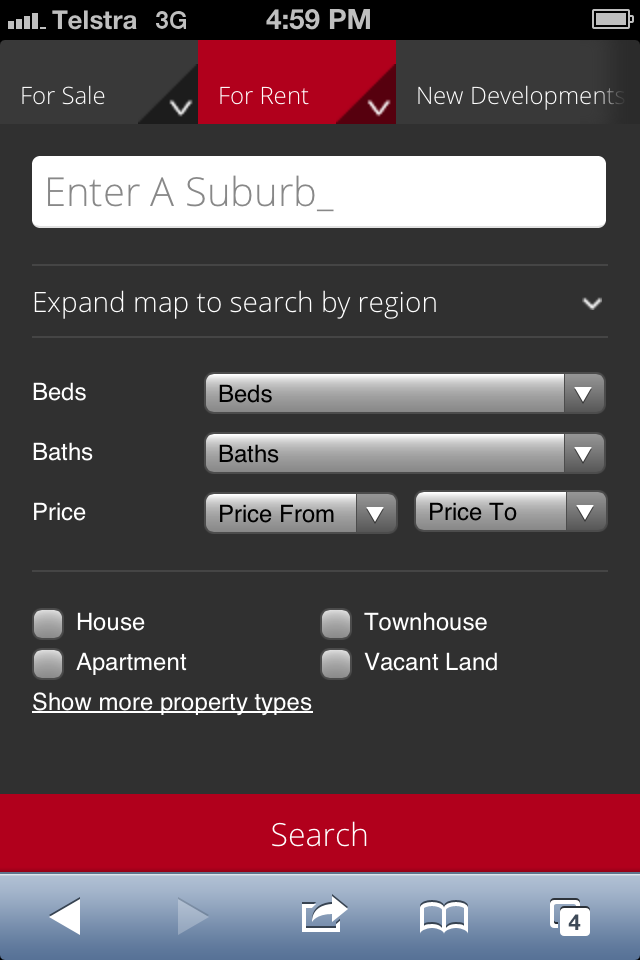 Telstra 3G 4:59 PM
For Sale For Rent New Developments
Enter A Suburb_
Expand map to search by region
Beds Beds
Baths Baths
Price Price From Price To
House Townhouse
Apartment Vacant Land
Show more property types
Search
4